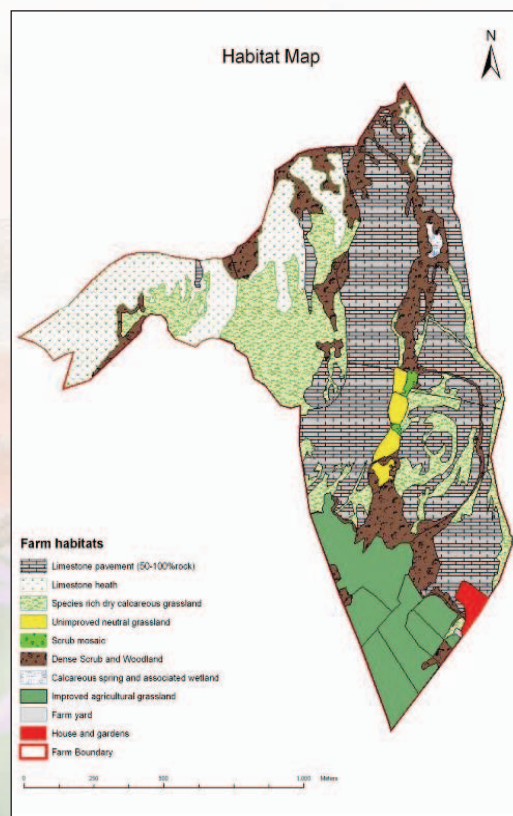 N
Habitat Map
Farm habitats
Limestone pavement (50-100%rock)
Limestone heath
Species rich dry calcareous grassland
Unimproved neutral grassland
Scrub mosaic
Dense Scrub and Woodland
Calcareous spring and associated wetland
Improved agricultural grassland
Farm yard
House and gardens
Farm Boundary
0 250 500 1,000 Meters